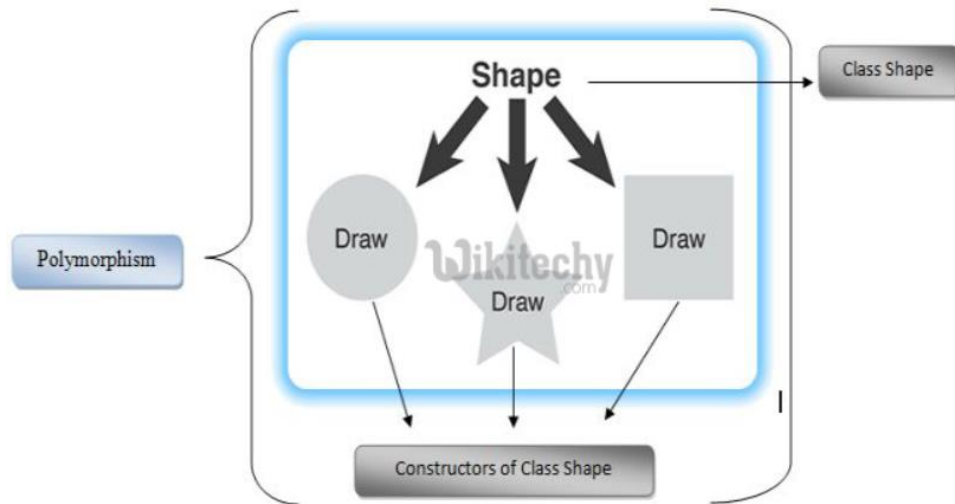 Shape
Class Shape
Draw
Draw
Wikitechy
.com
Draw
Polymorphism
Constructors of Class Shape